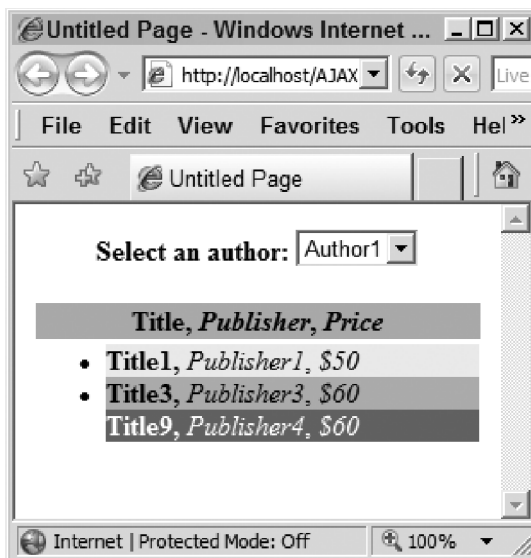 Untitled Page - Windows Internet ...
http://localhost/AJAX
Live
File Edit View Favorites Tools Hel »
Untitled Page
Select an author: Author1
Title, Publisher, Price
• Title1, Publisher1, $50
• Title3, Publisher3, $60
Title9, Publisher4, $60
Internet | Protected Mode: Off 100%